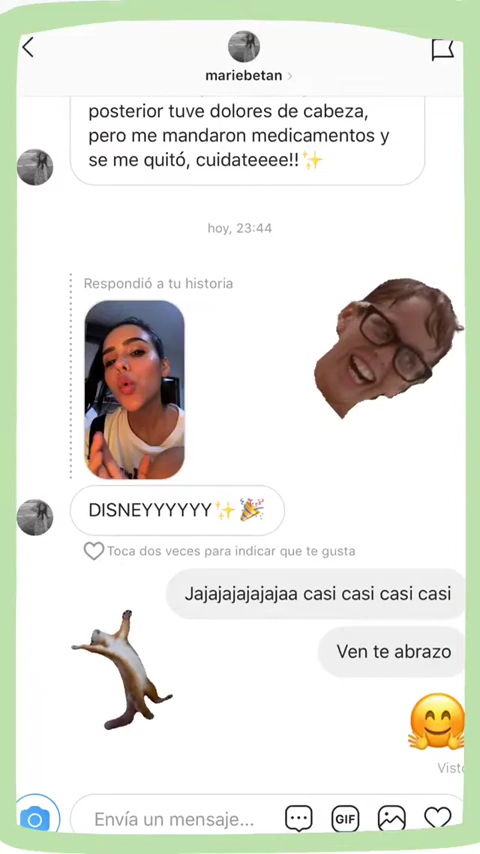 mariebetan
posterior tuve dolores de cabeza,
pero me mandaron medicamentos y
se me quitó, cuidateeee!!✨
hoy, 23:44
Respondió a tu historia
DISNEYYYYYY✨🎉
Toca dos veces para indicar que te gusta
Jajajajajajajaa casi casi casi casi
Ven te abrazo
🤗
Visto
Envía un mensaje...
GIF